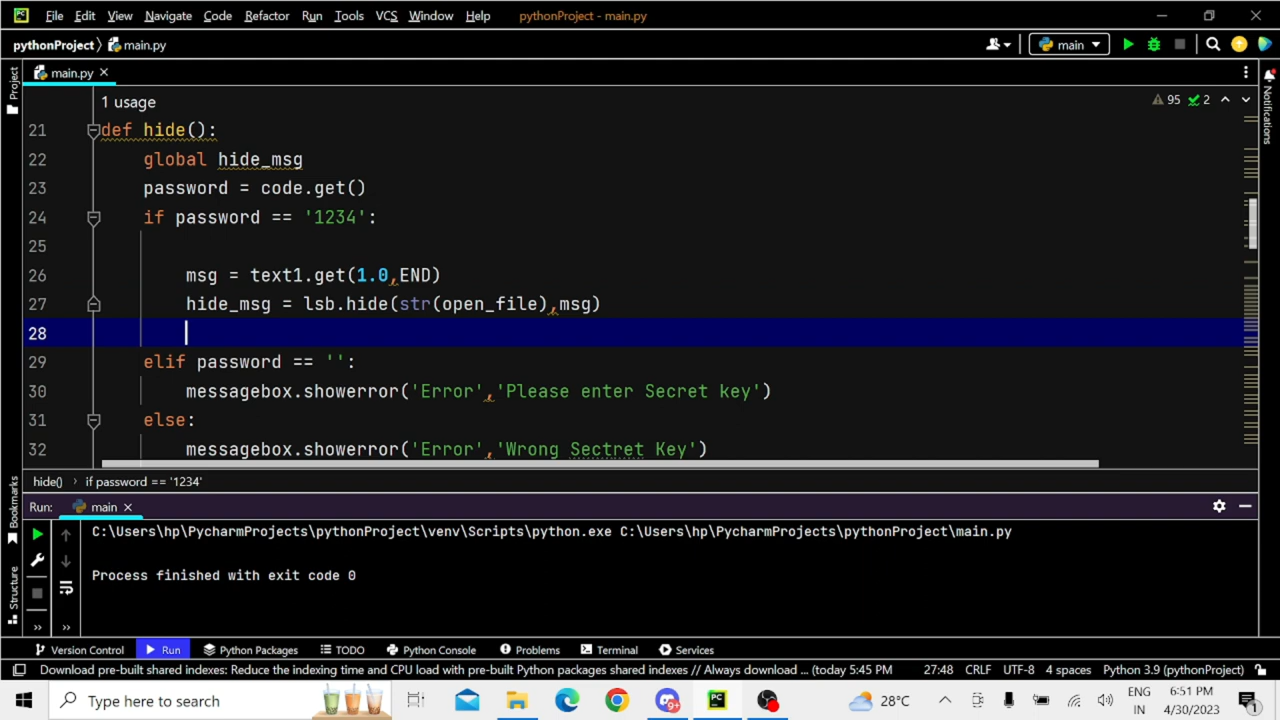 File Edit View Navigate Code Refactor Run Tools VCS Window Help pythonProject - main.py
pythonProject main.py main
main.py
Project
Notifications
1 usage
95 2
21 def hide():
22 global hide_msg
23 password = code.get()
24 if password == '1234':
25
26 msg = text1.get(1.0,END)
27 hide_msg = lsb.hide(str(open_file),msg)
28
29 elif password == '':
30 messagebox.showerror('Error','Please enter Secret key')
31 else:
32 messagebox.showerror('Error','Wrong Sectret Key')
hide() if password == '1234'
Bookmarks
Structure
Run: main
C:\Users\hp\PycharmProjects\pythonProject\venv\Scripts\python.exe C:\Users\hp\PycharmProjects\pythonProject\main.py
Process finished with exit code 0
Version Control Run Python Packages TODO Python Console Problems Terminal Services
Download pre-built shared indexes: Reduce the indexing time and CPU load with pre-built Python packages shared indexes // Always download ... (today 5:45 PM 27:48 CRLF UTF-8 4 spaces Python 3.9 (pythonProject)
Type here to search
PC
9+
28°C
ENG
IN
6:51 PM
4/30/2023
1